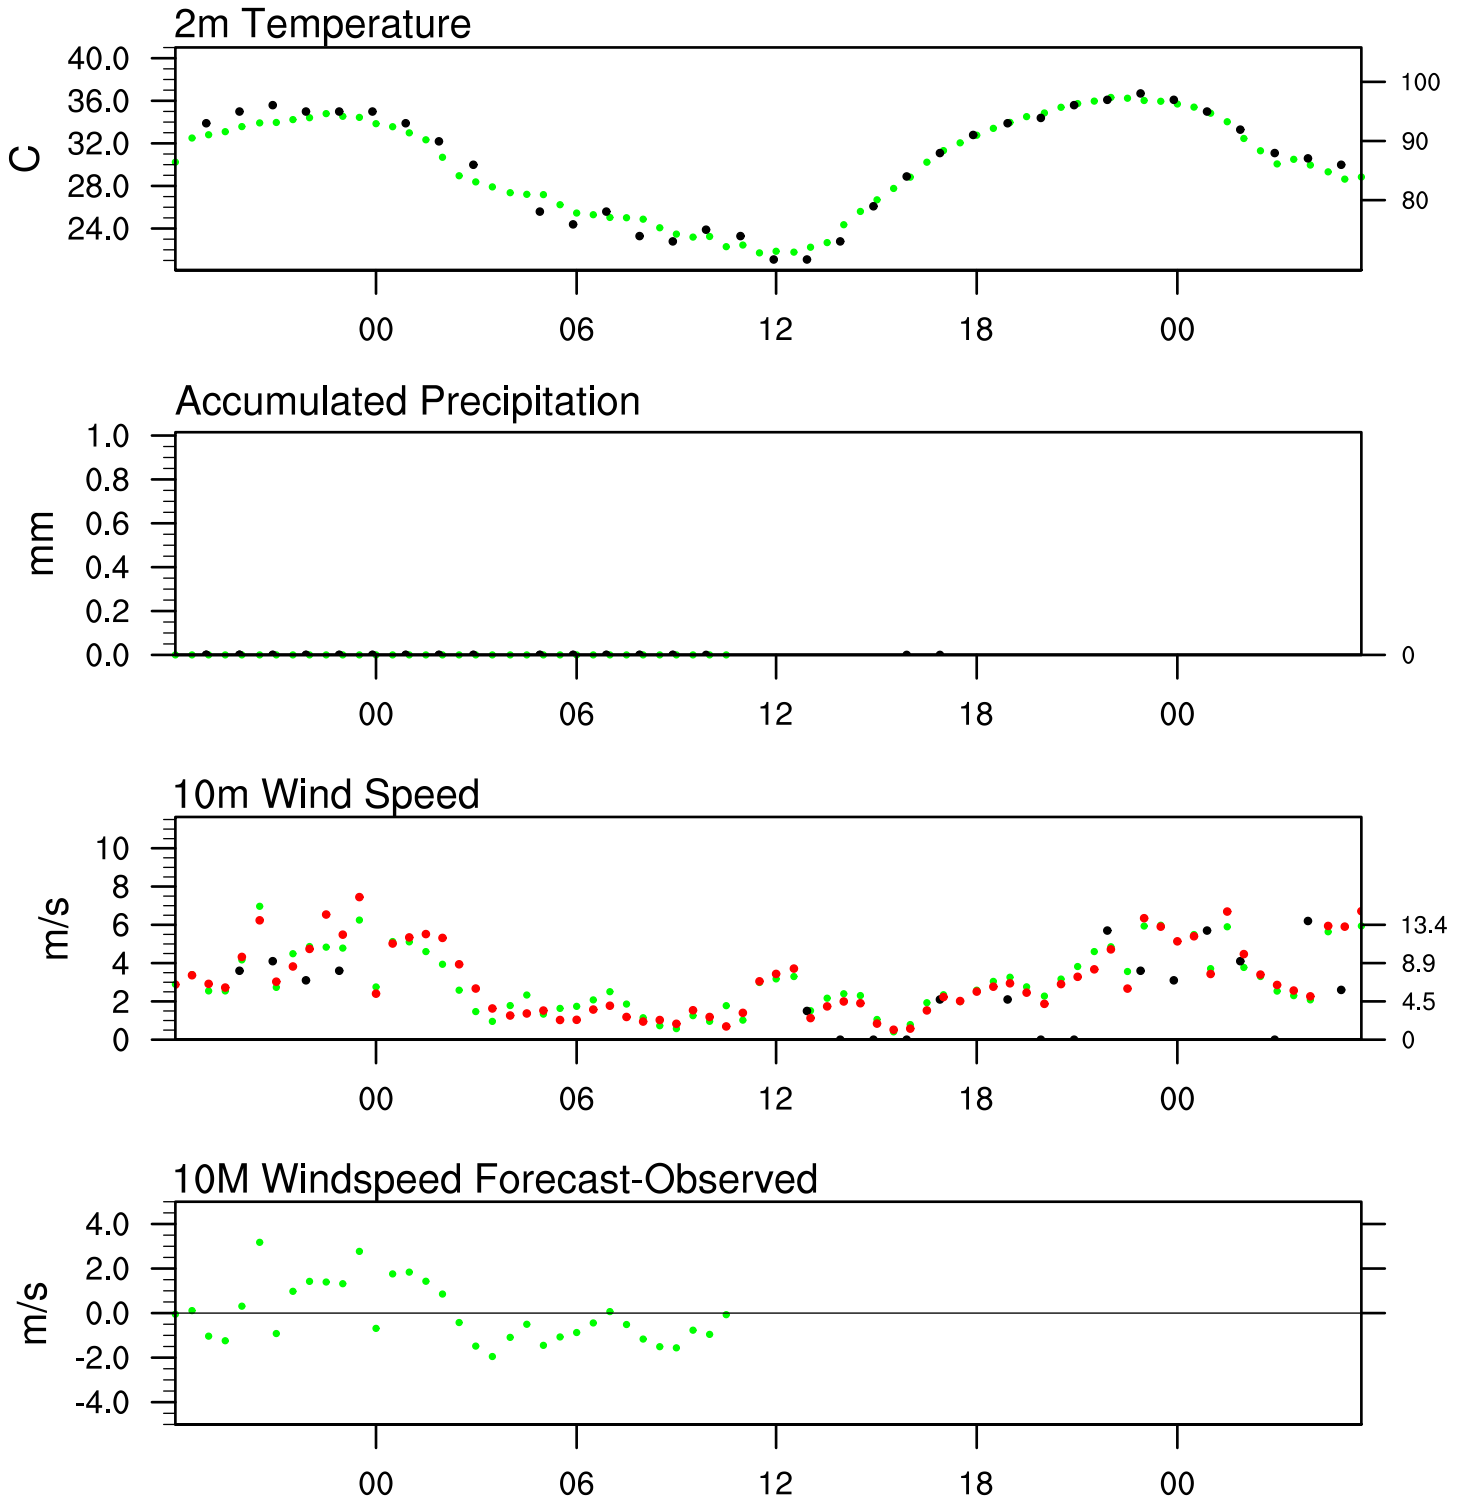 2m Temperature
40.0
36.0
32.0
28.0
24.0
C
100
90
80
00 06 12 18 00
Accumulated Precipitation
1.0
0.8
0.6
0.4
0.2
0.0
mm
0
00 06 12 18 00
10m Wind Speed
10
8
6
4
2
0
m/s
13.4
8.9
4.5
0
00 06 12 18 00
10M Windspeed Forecast-Observed
4.0
2.0
0.0
-2.0
-4.0
m/s
00 06 12 18 00